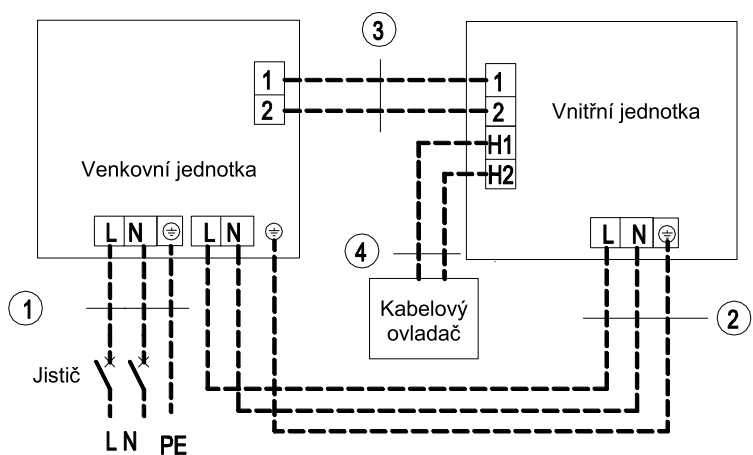 3
1
2
1
2
H1
H2
Vnitřní jednotka
Venkovní jednotka
L N
L N
L N
4
1
Kabelový
ovladač
2
Jistič
L N
PE